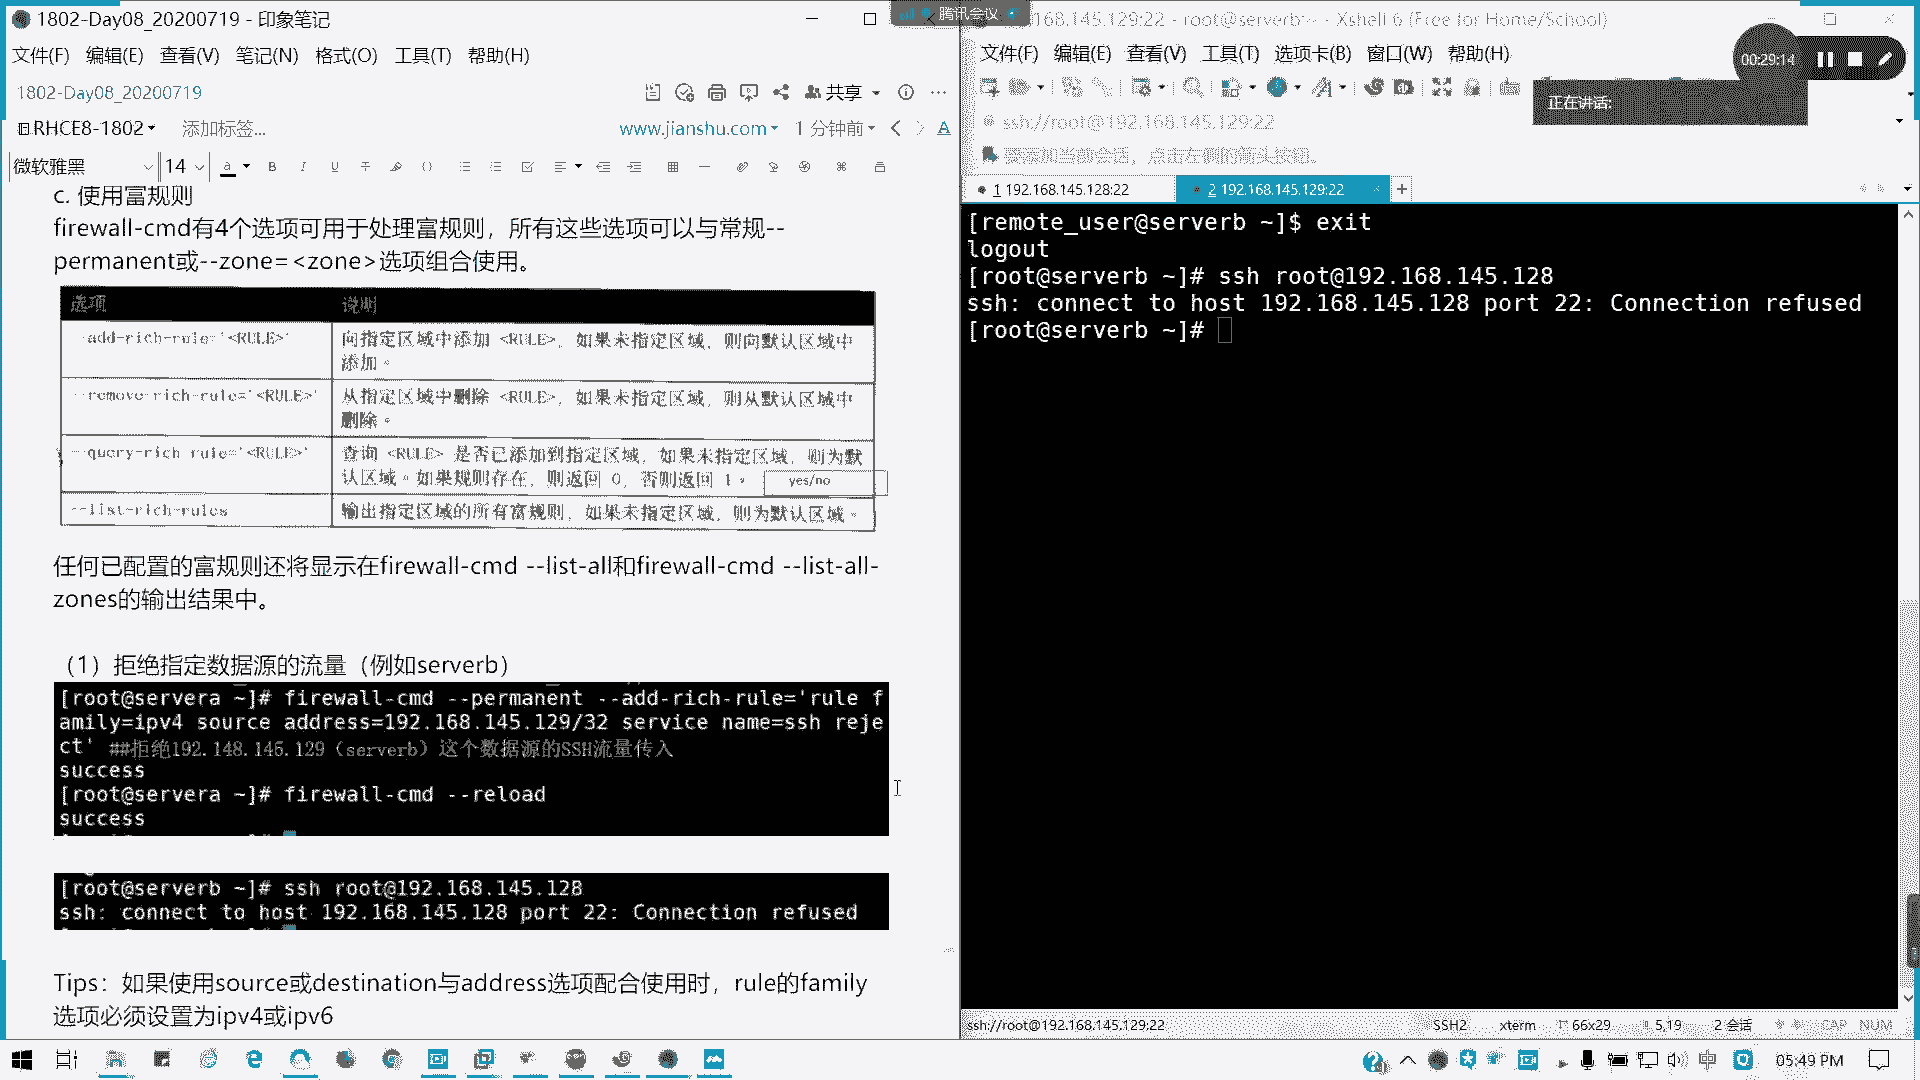 1802-Day08_20200719 - 印象笔记
文件(F) 编辑(E) 查看(V) 笔记(N) 格式(O) 工具(T) 帮助(H)
1802-Day08_20200719
共享
RHCE8-1802
添加标签...
www.jianshu.com
1 分钟前
微软雅黑
14
c. 使用富规则
firewall-cmd有4个选项可用于处理富规则，所有这些选项可以与常规--
permanent或--zone=<zone>选项组合使用。
选项 说明
--add-rich-rule='<RULE>'
向指定区域中添加 <RULE>，如果未指定区域，则向默认区域中
添加。
--remove-rich-rule='<RULE>'
从指定区域中删除 <RULE>，如果未指定区域，则从默认区域中
删除。
--query-rich-rule='<RULE>'
查询 <RULE> 是否已添加到指定区域，如果未指定区域，则为默
认区域。如果规则存在，则返回 0，否则返回 1。
yes/no
--list-rich-rules
输出指定区域的所有富规则，如果未指定区域，则为默认区域。
任何已配置的富规则还将显示在firewall-cmd --list-all和firewall-cmd --list-all-
zones的输出结果中。
（1）拒绝指定数据源的流量（例如serverb）
[root@servera ~]# firewall-cmd --permanent --add-rich-rule='rule f
amily=ipv4 source address=192.168.145.129/32 service name=ssh reje
ct' ##拒绝192.148.145.129（serverb）这个数据源的SSH流量传入
success
[root@servera ~]# firewall-cmd --reload
success
[root@serverb ~]# ssh root@192.168.145.128
ssh: connect to host 192.168.145.128 port 22: Connection refused
Tips：如果使用source或destination与address选项配合使用时，rule的family
选项必须设置为ipv4或ipv6
腾讯会议
168.145.129:22 - root@serverb:~ - Xshell 6 (Free for Home/School)
文件(F) 编辑(E) 查看(V) 工具(T) 选项卡(B) 窗口(W) 帮助(H)
00:29:14
正在讲话:
ssh://root@192.168.145.129:22
要添加当前会话，点击左侧的箭头按钮。
1 192.168.145.128:22
2 192.168.145.129:22
[remote_user@serverb ~]$ exit
logout
[root@serverb ~]# ssh root@192.168.145.128
ssh: connect to host 192.168.145.128 port 22: Connection refused
[root@serverb ~]#
ssh://root@192.168.145.129:22
SSH2
xterm
66x29
5,19
2 会话
CAP NUM
中
05:49 PM